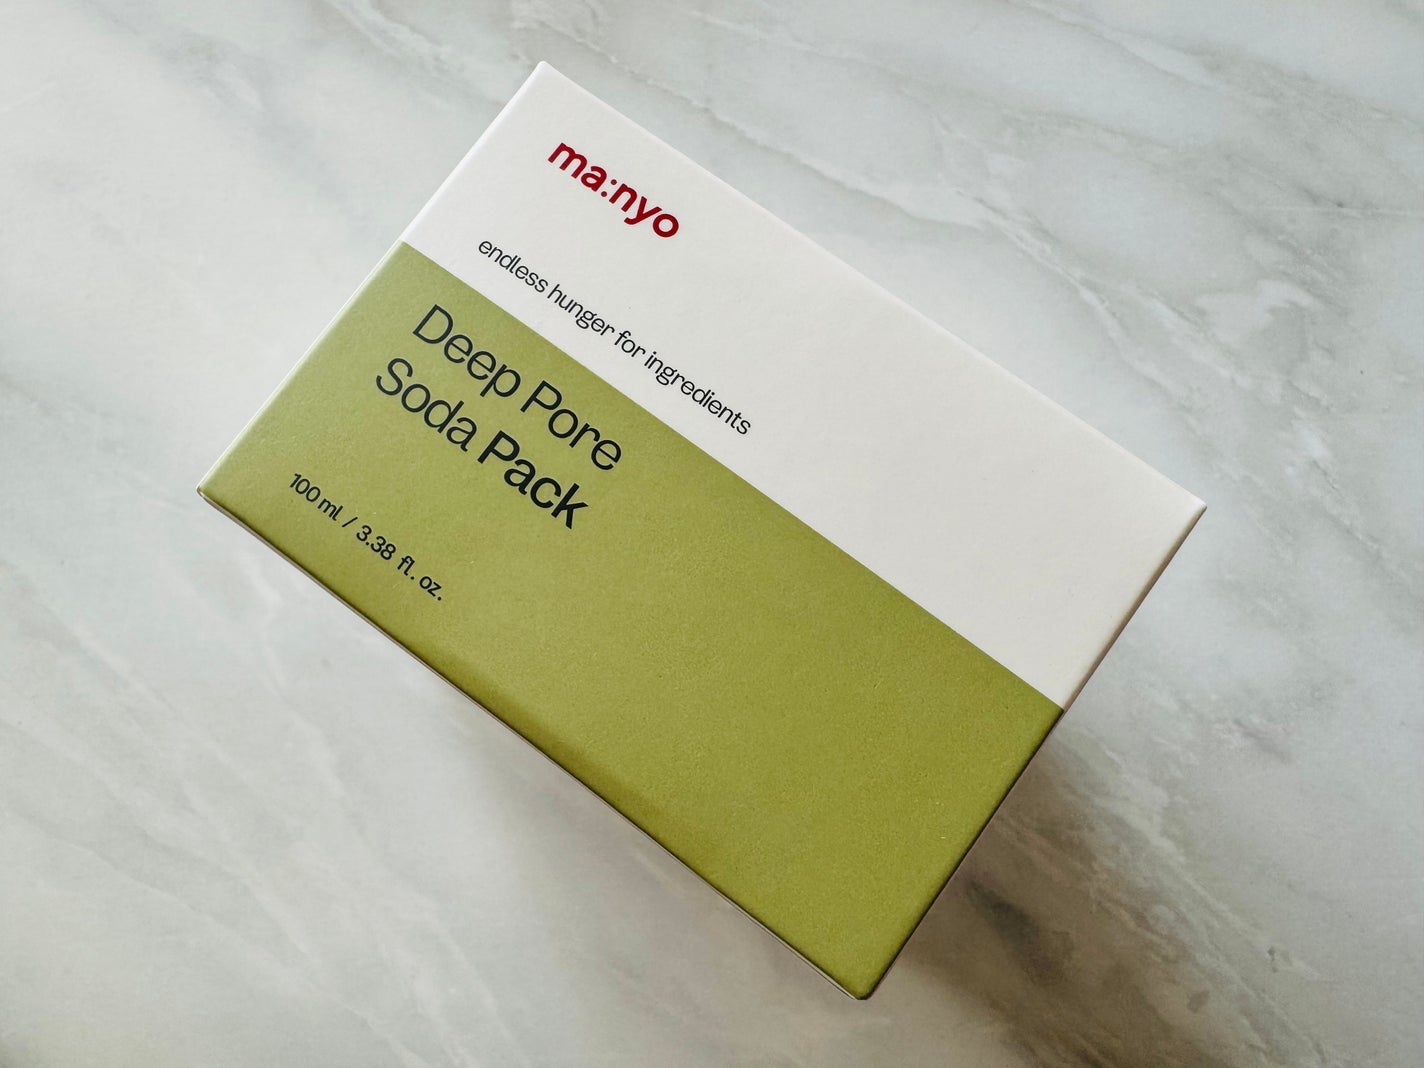 ma:nyo
endless hunger for ingredients
Deep Pore
Soda Pack
100 ml / 3.38 fl. oz.